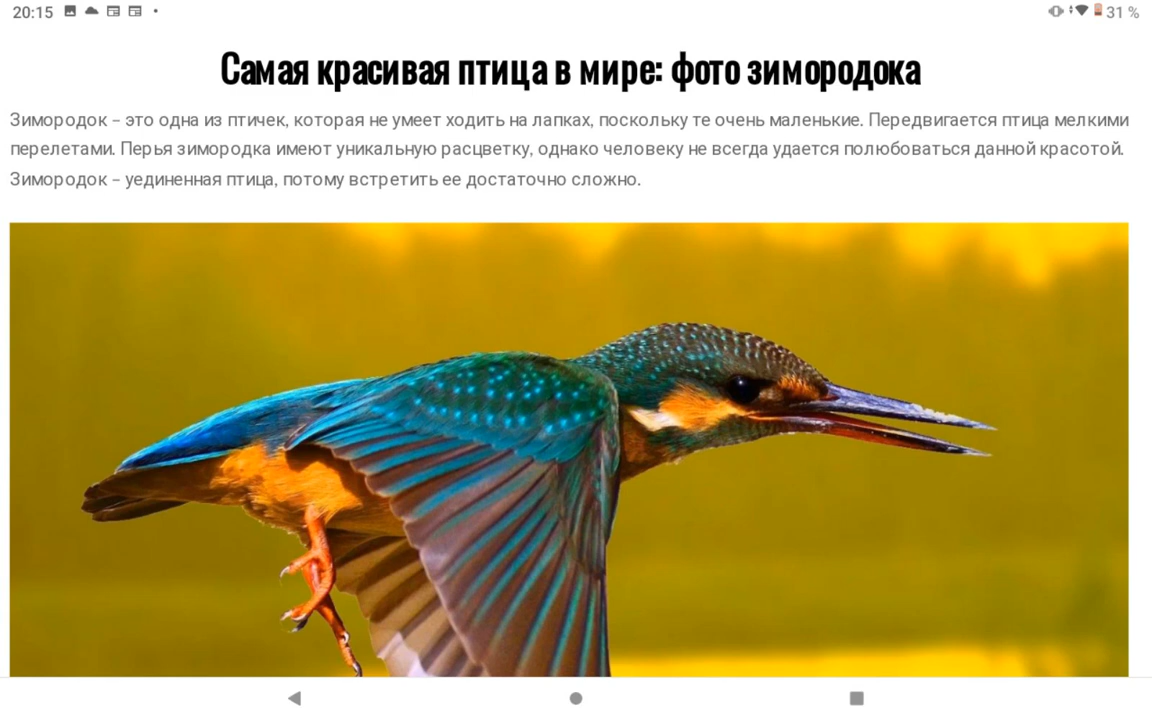 20:15
31 %
Самая красивая птица в мире: фото зимородока
Зимородок – это одна из птичек, которая не умеет ходить на лапках, поскольку те очень маленькие. Передвигается птица мелкими
перелетами. Перья зимородка имеют уникальную расцветку, однако человеку не всегда удается полюбоваться данной красотой.
Зимородок – уединенная птица, потому встретить ее достаточно сложно.